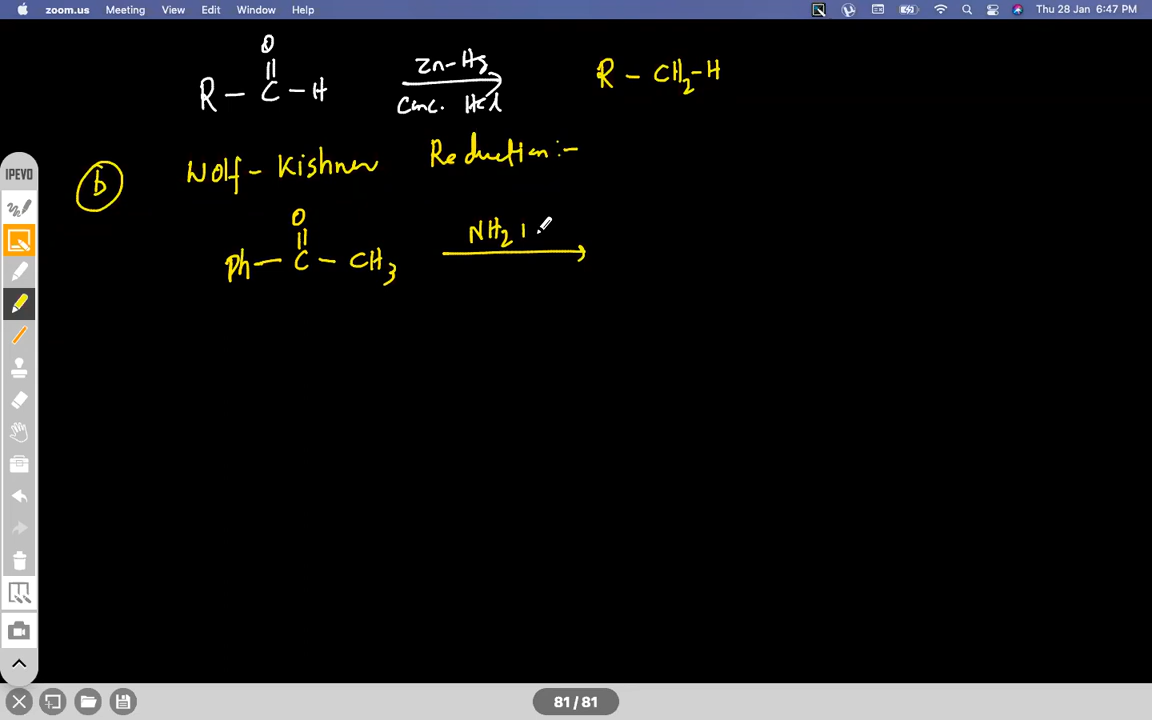 zoom.us Meeting View Edit Window Help Thu 28 Jan 6:47 PM
O
||
R – C – H Zn-Hg Conc. HCl R – CH2-H
b Wolf - Kishner Reduction :-
IPEVO
O
||
Ph – C – CH3 NH2
81 / 81